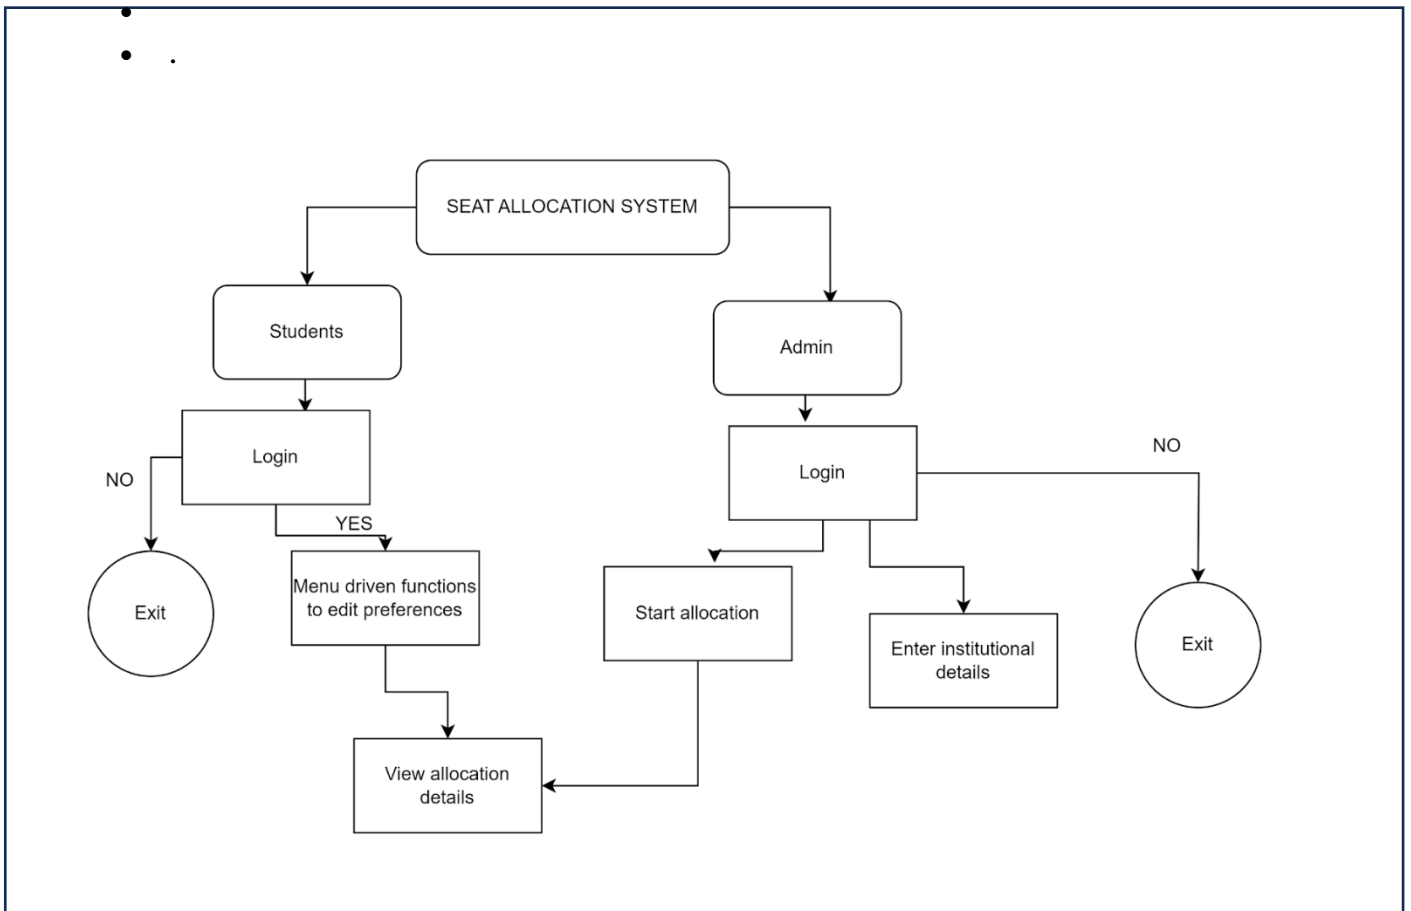 •
• .
SEAT ALLOCATION SYSTEM
Students
Admin
Login
NO
YES
Login
NO
Exit
Menu driven functions
to edit preferences
Start allocation
Enter institutional
details
Exit
View allocation
details